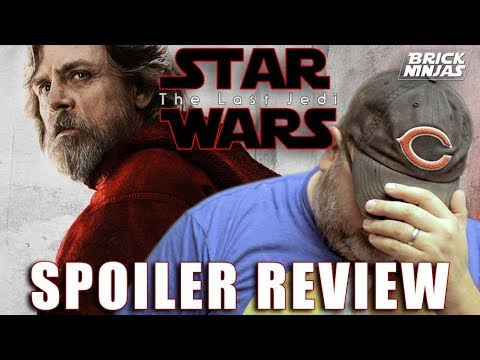 BRICK
NINJAS
STAR
The Last Jedi
WARS
C
SPOILER REVIEW